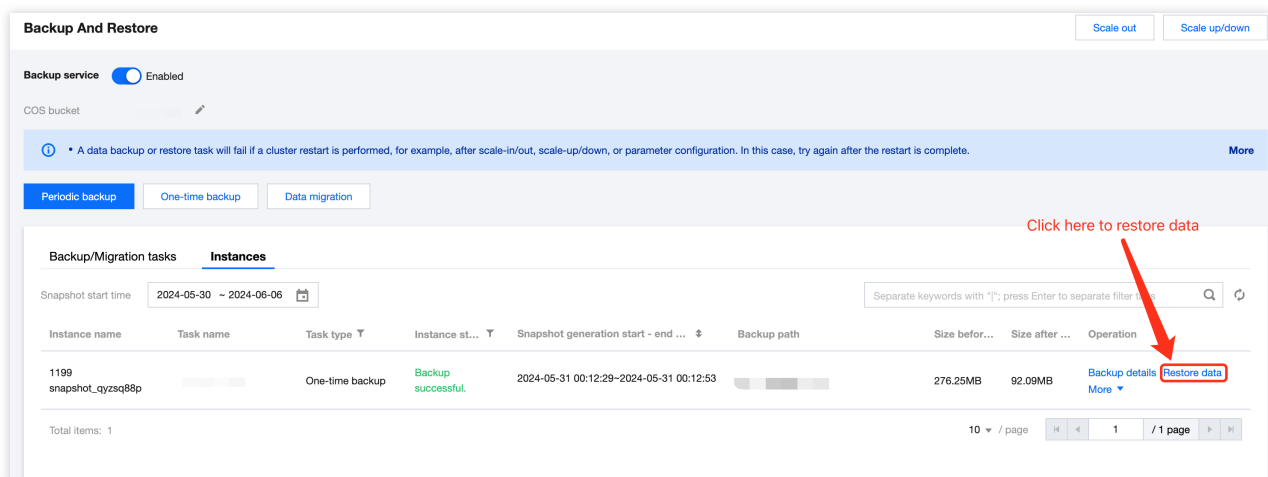 Backup And Restore
Scale out
Scale up/down
Backup service
Enabled
COS bucket
• A data backup or restore task will fail if a cluster restart is performed, for example, after scale-in/out, scale-up/down, or parameter configuration. In this case, try again after the restart is complete.
More
Periodic backup
One-time backup
Data migration
Click here to restore data
Backup/Migration tasks
Instances
Snapshot start time
2024-05-30 ~ 2024-06-06
Separate keywords with "|"; press Enter to separate filter
Instance name
Task name
Task type
Instance st...
Snapshot generation start - end ...
Backup path
Size befor...
Size after ...
Operation
1199
snapshot_qyzsq88p
One-time backup
Backup
successful.
2024-05-31 00:12:29~2024-05-31 00:12:53
276.25MB
92.09MB
Backup details
Restore data
More
Total items: 1
10 / page
1
/ 1 page